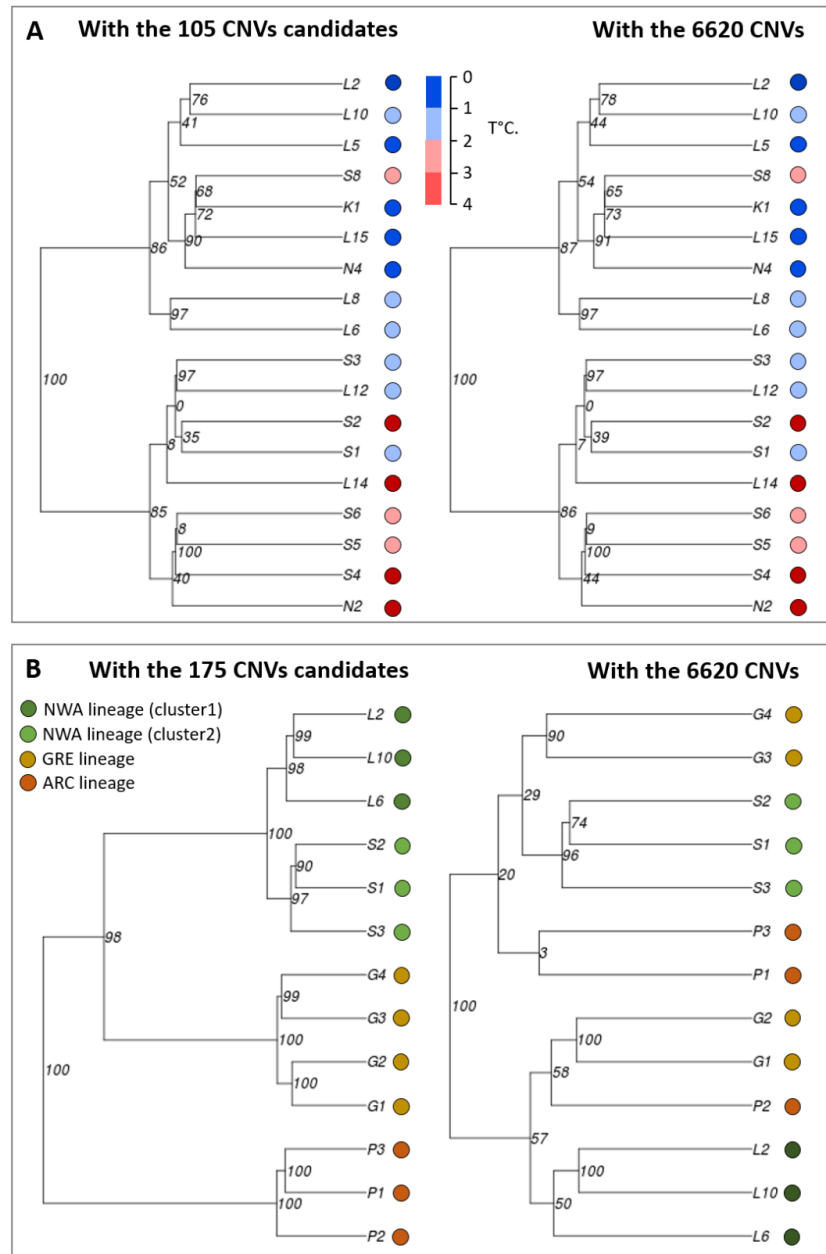 A With the 105 CNVs candidates With the 6620 CNVs
0
1
2
3
4
T°C.
L2
L10
L5
S8
K1
L15
N4
L8
L6
S3
L12
S2
S1
L14
S6
S5
S4
N2
76
41
52
68
72
90
86
97
100
97
0
35
8
85
8
100
40
L2
L10
L5
S8
K1
L15
N4
L8
L6
S3
L12
S2
S1
L14
S6
S5
S4
N2
78
44
54
65
73
91
87
97
100
97
0
39
7
86
9
100
44
B With the 175 CNVs candidates With the 6620 CNVs
NWA lineage (cluster1)
NWA lineage (cluster2)
GRE lineage
ARC lineage
L2
L10
L6
S2
S1
S3
G4
G3
G2
G1
P3
P1
P2
99
98
100
90
97
98
99
100
100
100
100
100
G4
G3
S2
S1
S3
P3
P1
G2
G1
P2
L2
L10
L6
90
29
74
96
20
3
100
100
58
57
100
50